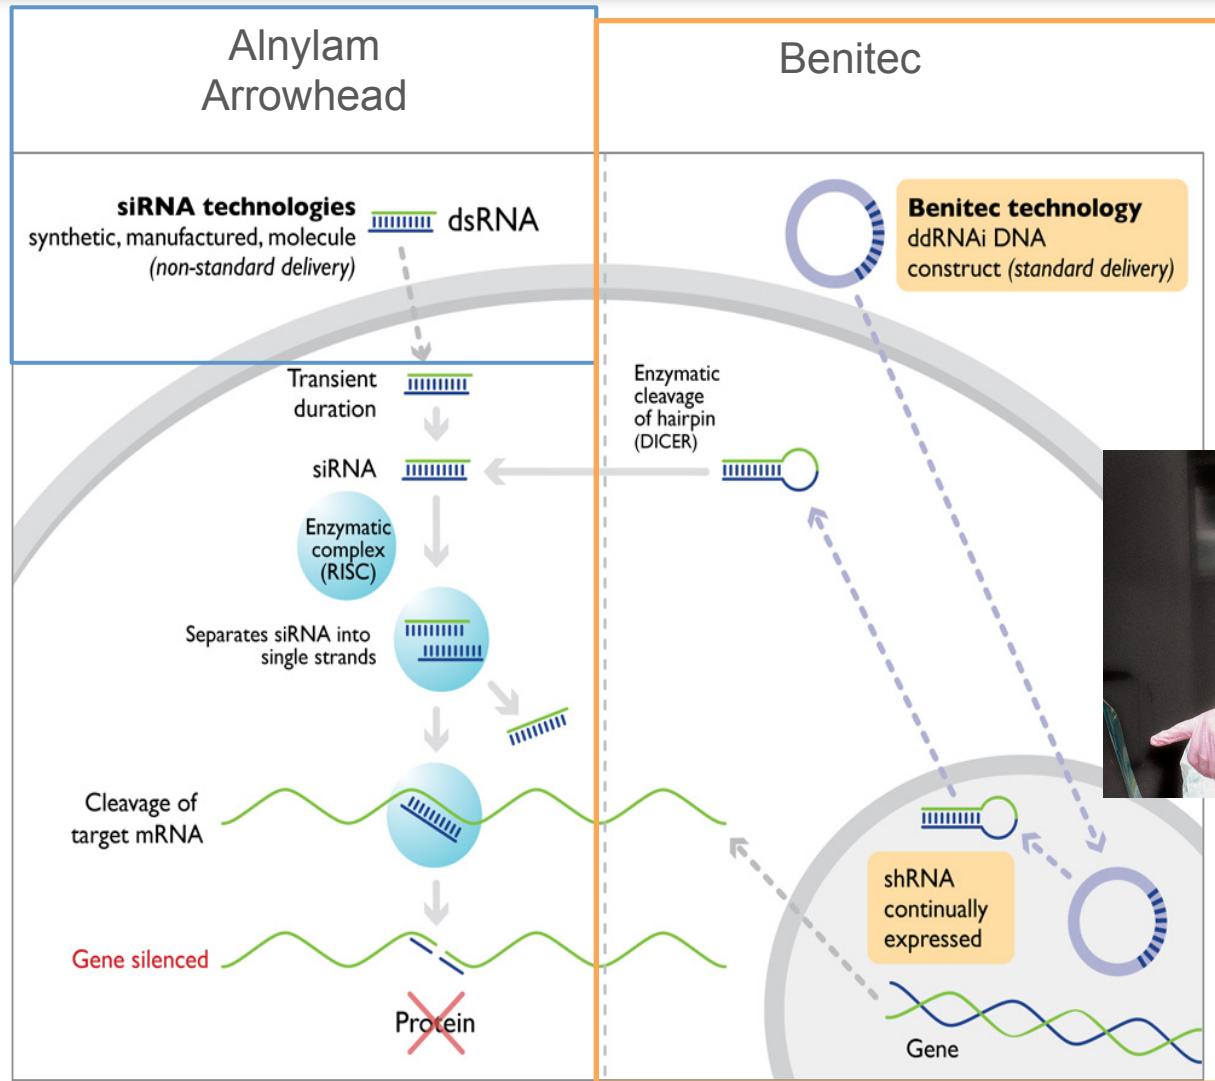 Alnylam
Arrowhead
Benitec
siRNA technologies
synthetic, manufactured, molecule
(non-standard delivery)
dsRNA
Benitec technology
ddRNAi DNA
construct (standard delivery)
Transient
duration
Enzymatic
cleavage
of hairpin
(DICER)
siRNA
Enzymatic
complex
(RISC)
Separates siRNA into
single strands
Cleavage of
target mRNA
shRNA
continually
expressed
Gene silenced
Protein
Gene